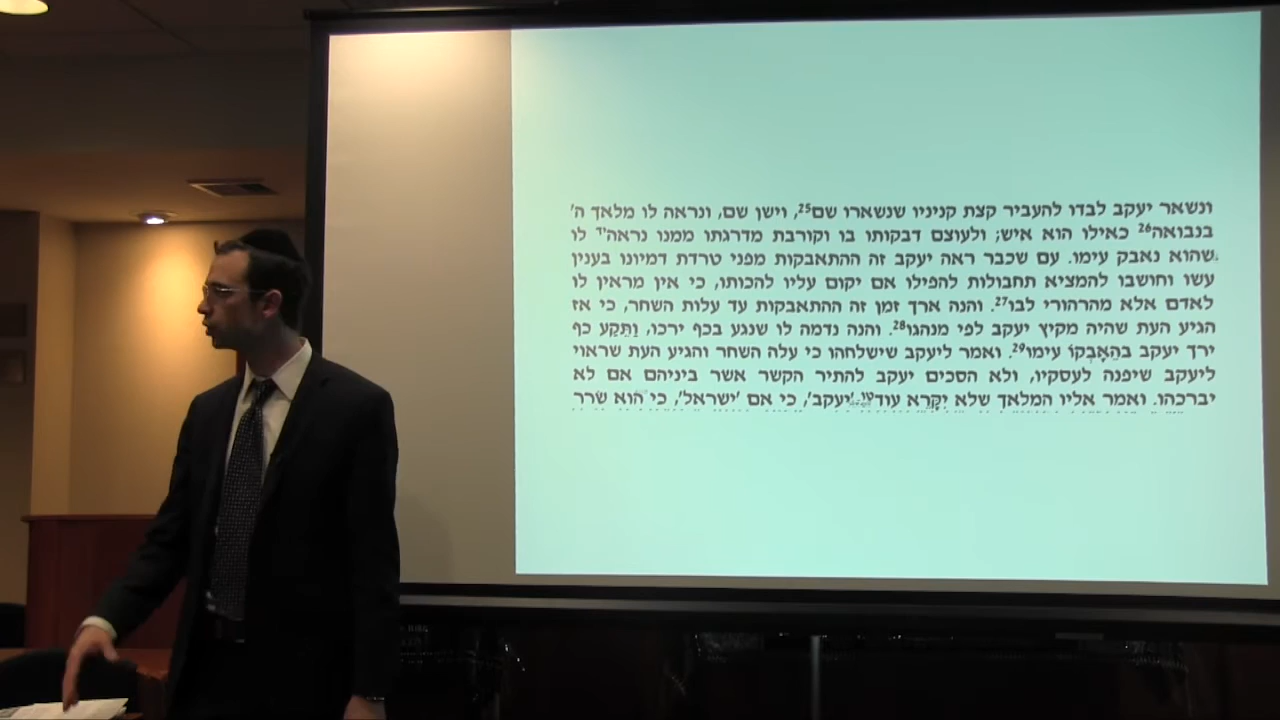 ונשאר יעקב לבדו להעביר קצת קניניו שנשארו שם25, וישן שם, ונראה לו מלאך ה'
בנבואה26 כאילו הוא איש; ולעוצם דבקותו בו וקורבת מדרגתו ממנו נראהיד לו
שהוא נאבק עימו. עם שכבר ראה יעקב זה ההתאבקות מפני טרדת דמיונו בענין
עשו וחושבו להמציא תחבולות להפילו אם יקום עליו להכותו, כי אין מראין לו
לאדם אלא מהרהורי לבו27. והנה ארך זמן זה ההתאבקות עד עלות השחר, כי אז
הגיע העת שהיה מקיץ יעקב לפי מנהגו28. והנה נדמה לו שנגע בכף ירכו, וַתֵּקַע כף
ירך יעקב בהֵאָבְקוֹ עימו29. ואמר ליעקב שישלחהו כי עלה השחר והגיע העת שראוי
ליעקב שיפנה לעסקיו, ולא הסכים יעקב להתיר הקשר אשר ביניהם אם לא
יברכהו. ואמר אליו המלאך שלא יִקָּרֵא עודטו 'יעקב', כי אם 'ישראל', כי הוא שׂרר